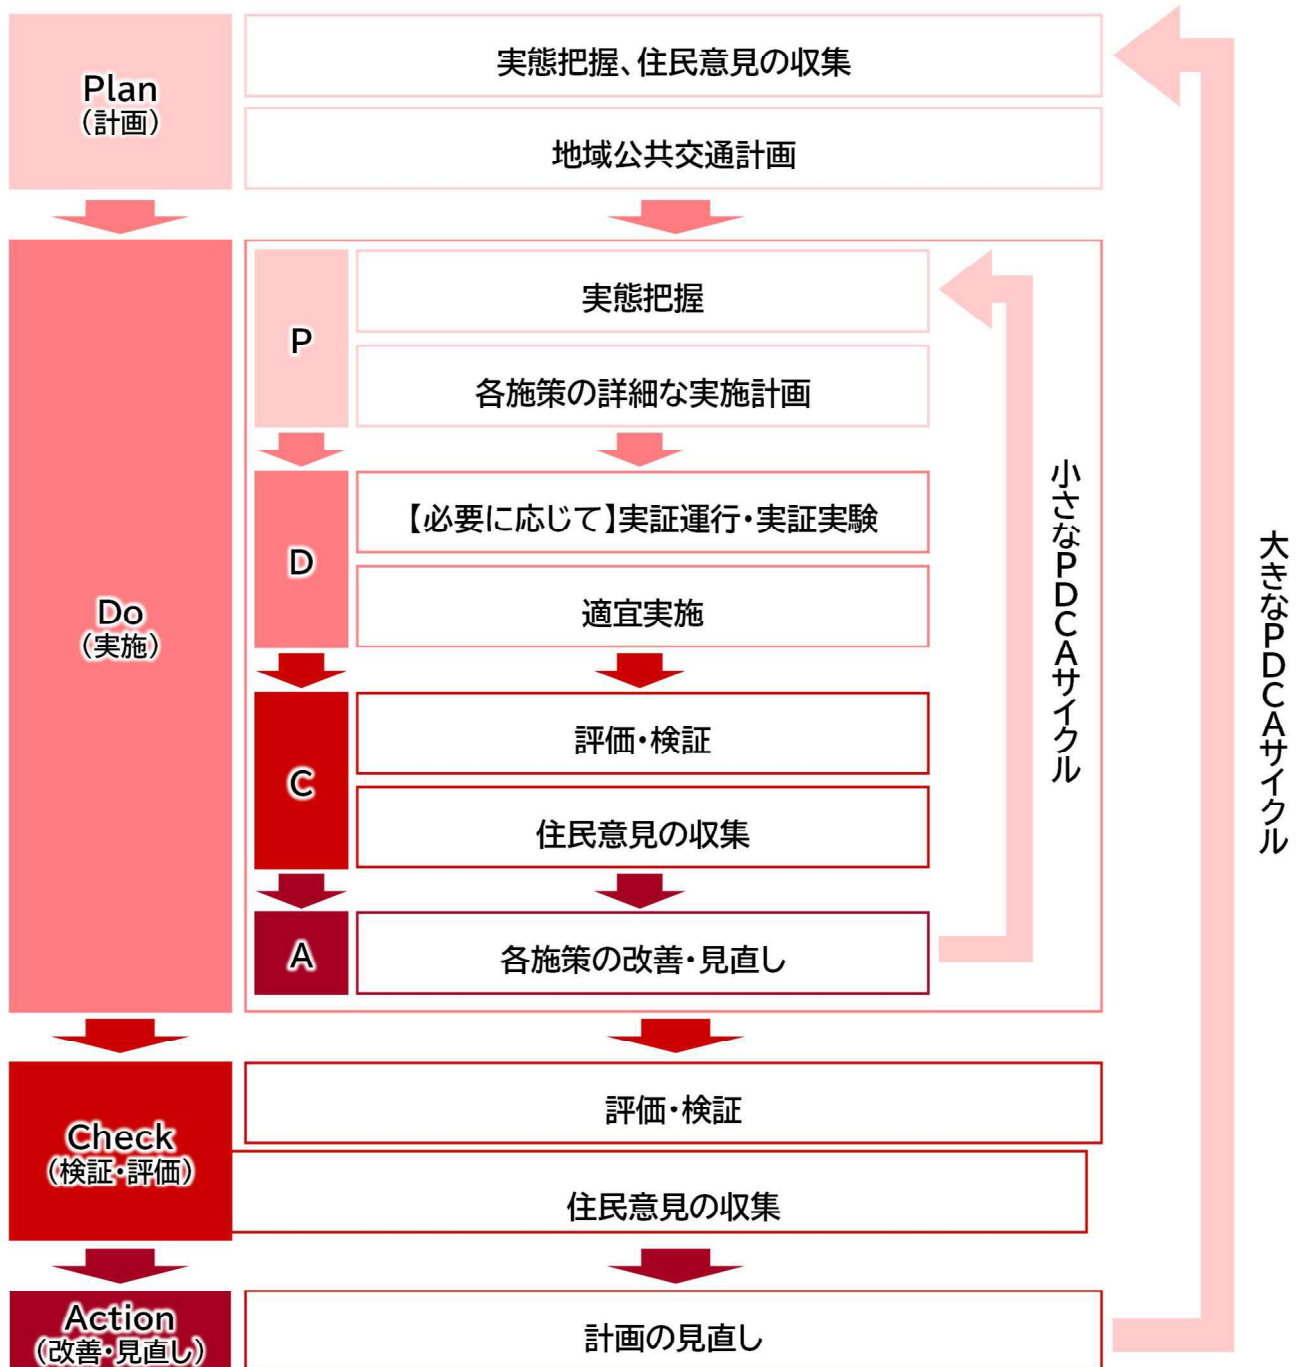 Plan
（計画）
実態把握、住民意見の収集
地域公共交通計画
Do
（実施）
P
実態把握
各施策の詳細な実施計画
D
【必要に応じて】実証運行・実証実験
適宜実施
C
評価・検証
住民意見の収集
A
各施策の改善・見直し
小さなPDCAサイクル
大きなPDCAサイクル
Check
（検証・評価）
評価・検証
住民意見の収集
Action
（改善・見直し）
計画の見直し